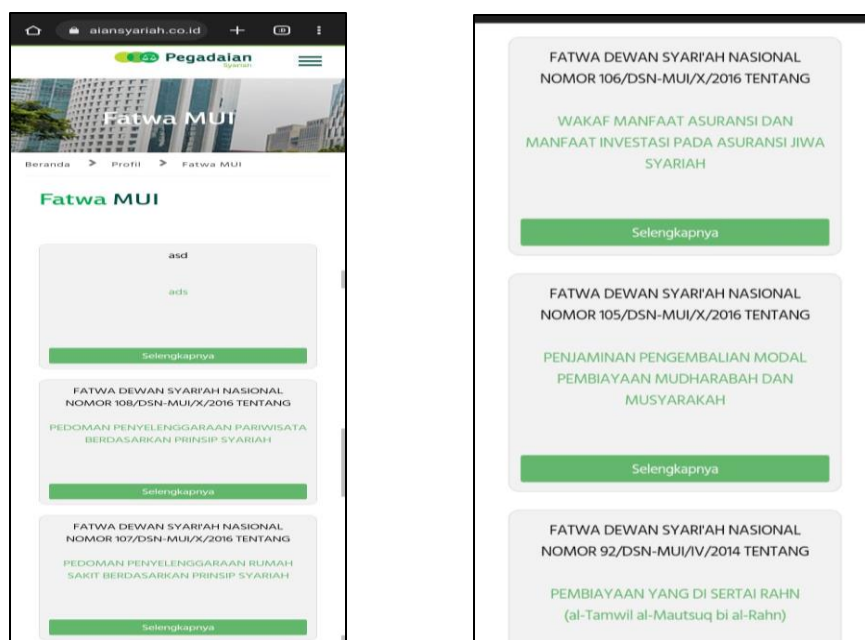 aiansyariah.co.id
Pegadaian
Syariah
Fatwa MUI
Beranda > Profil > Fatwa MUI
Fatwa MUI
asd
ads
Selengkapnya
FATWA DEWAN SYARI'AH NASIONAL
NOMOR 108/DSN-MUI/X/2016 TENTANG
PEDOMAN PENYELENGGARAAN PARIWISATA
BERDASARKAN PRINSIP SYARIAH
Selengkapnya
FATWA DEWAN SYARI'AH NASIONAL
NOMOR 107/DSN-MUI/X/2016 TENTANG
PEDOMAN PENYELENGGARAAN RUMAH
SAKIT BERDASARKAN PRINSIP SYARIAH
Selengkapnya
FATWA DEWAN SYARI'AH NASIONAL
NOMOR 106/DSN-MUI/X/2016 TENTANG
WAKAF MANFAAT ASURANSI DAN
MANFAAT INVESTASI PADA ASURANSI JIWA
SYARIAH
Selengkapnya
FATWA DEWAN SYARI'AH NASIONAL
NOMOR 105/DSN-MUI/X/2016 TENTANG
PENJAMINAN PENGEMBALIAN MODAL
PEMBIAYAAN MUDHARABAH DAN
MUSYARAKAH
Selengkapnya
FATWA DEWAN SYARI'AH NASIONAL
NOMOR 92/DSN-MUI/IV/2014 TENTANG
PEMBIAYAAN YANG DI SERTAI RAHN
(al-Tamwil al-Mautsuq bi al-Rahn)